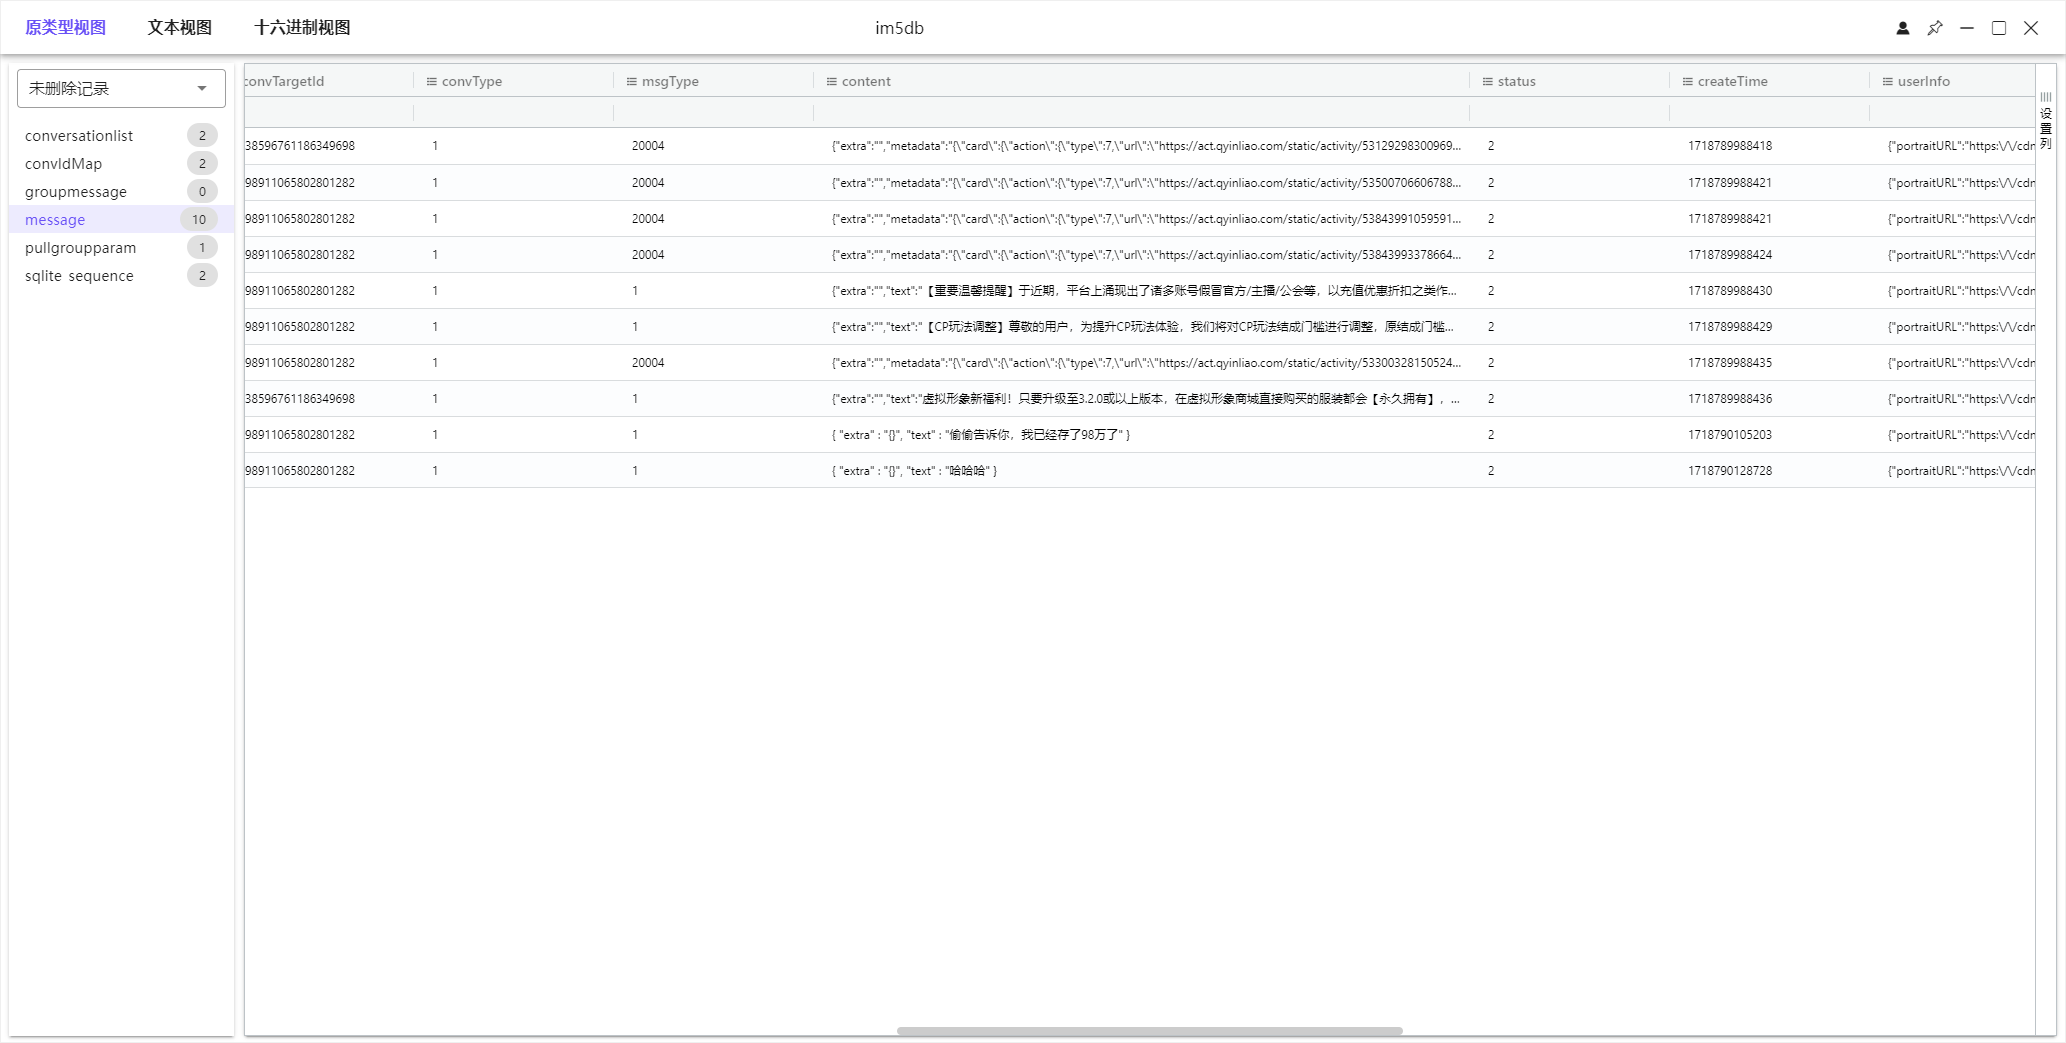 原类型视图 文本视图 十六进制视图 im5db
未删除记录
conversationlist 2
convIdMap 2
groupmessage 0
message 10
pullgroupparam 1
sqlite_sequence 2
convTargetId convType msgType content status createTime userInfo
设置列
38596761186349698 1 20004 {"extra":"","metadata":"{\"card\":{\"action\":{\"type\":7,\"url\":\"https://act.qyinliao.com/static/activity/53129298300969... 2 1718789988418 {"portraitURL":"https:\/\/cdn
98911065802801282 1 20004 {"extra":"","metadata":"{\"card\":{\"action\":{\"type\":7,\"url\":\"https://act.qyinliao.com/static/activity/53500706606788... 2 1718789988421 {"portraitURL":"https:\/\/cdn
98911065802801282 1 20004 {"extra":"","metadata":"{\"card\":{\"action\":{\"type\":7,\"url\":\"https://act.qyinliao.com/static/activity/53843991059591... 2 1718789988421 {"portraitURL":"https:\/\/cdn
98911065802801282 1 20004 {"extra":"","metadata":"{\"card\":{\"action\":{\"type\":7,\"url\":\"https://act.qyinliao.com/static/activity/53843993378664... 2 1718789988424 {"portraitURL":"https:\/\/cdn
98911065802801282 1 1 {"extra":"","text":"【重要温馨提醒】于近期，平台上涌现出了诸多账号假冒官方/主播/公会等，以充值优惠折扣之类作... 2 1718789988430 {"portraitURL":"https:\/\/cdn
98911065802801282 1 1 {"extra":"","text":"【CP玩法调整】尊敬的用户，为提升CP玩法体验，我们将对CP玩法结成门槛进行调整，原结成门槛... 2 1718789988429 {"portraitURL":"https:\/\/cdn
98911065802801282 1 20004 {"extra":"","metadata":"{\"card\":{\"action\":{\"type\":7,\"url\":\"https://act.qyinliao.com/static/activity/53300328150524... 2 1718789988435 {"portraitURL":"https:\/\/cdn
38596761186349698 1 1 {"extra":"","text":"虚拟形象新福利！只要升级至3.2.0或以上版本，在虚拟形象商城直接购买的服装都会【永久拥有】，... 2 1718789988436 {"portraitURL":"https:\/\/cdn
98911065802801282 1 1 { "extra" : "{}", "text" : "偷偷告诉你，我已经存了98万了" } 2 1718790105203 {"portraitURL":"https:\/\/cdn
98911065802801282 1 1 { "extra" : "{}", "text" : "哈哈哈" } 2 1718790128728 {"portraitURL":"https:\/\/cdn